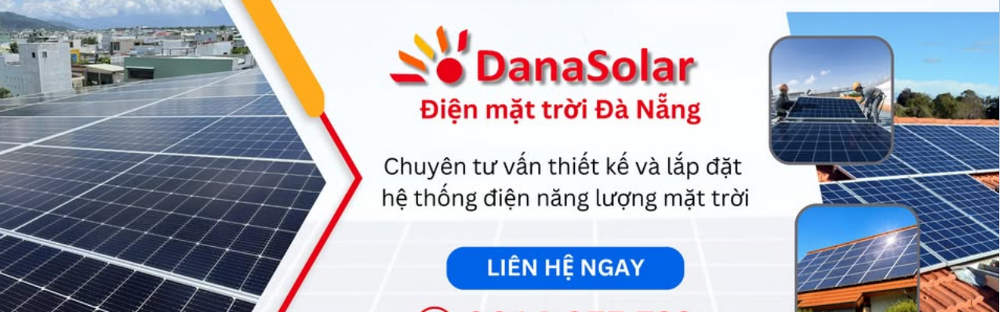 DanaSolar
Điện mặt trời Đà Nẵng
Chuyên tư vấn thiết kế và lắp đặt
hệ thống điện năng lượng mặt trời
LIÊN HỆ NGAY